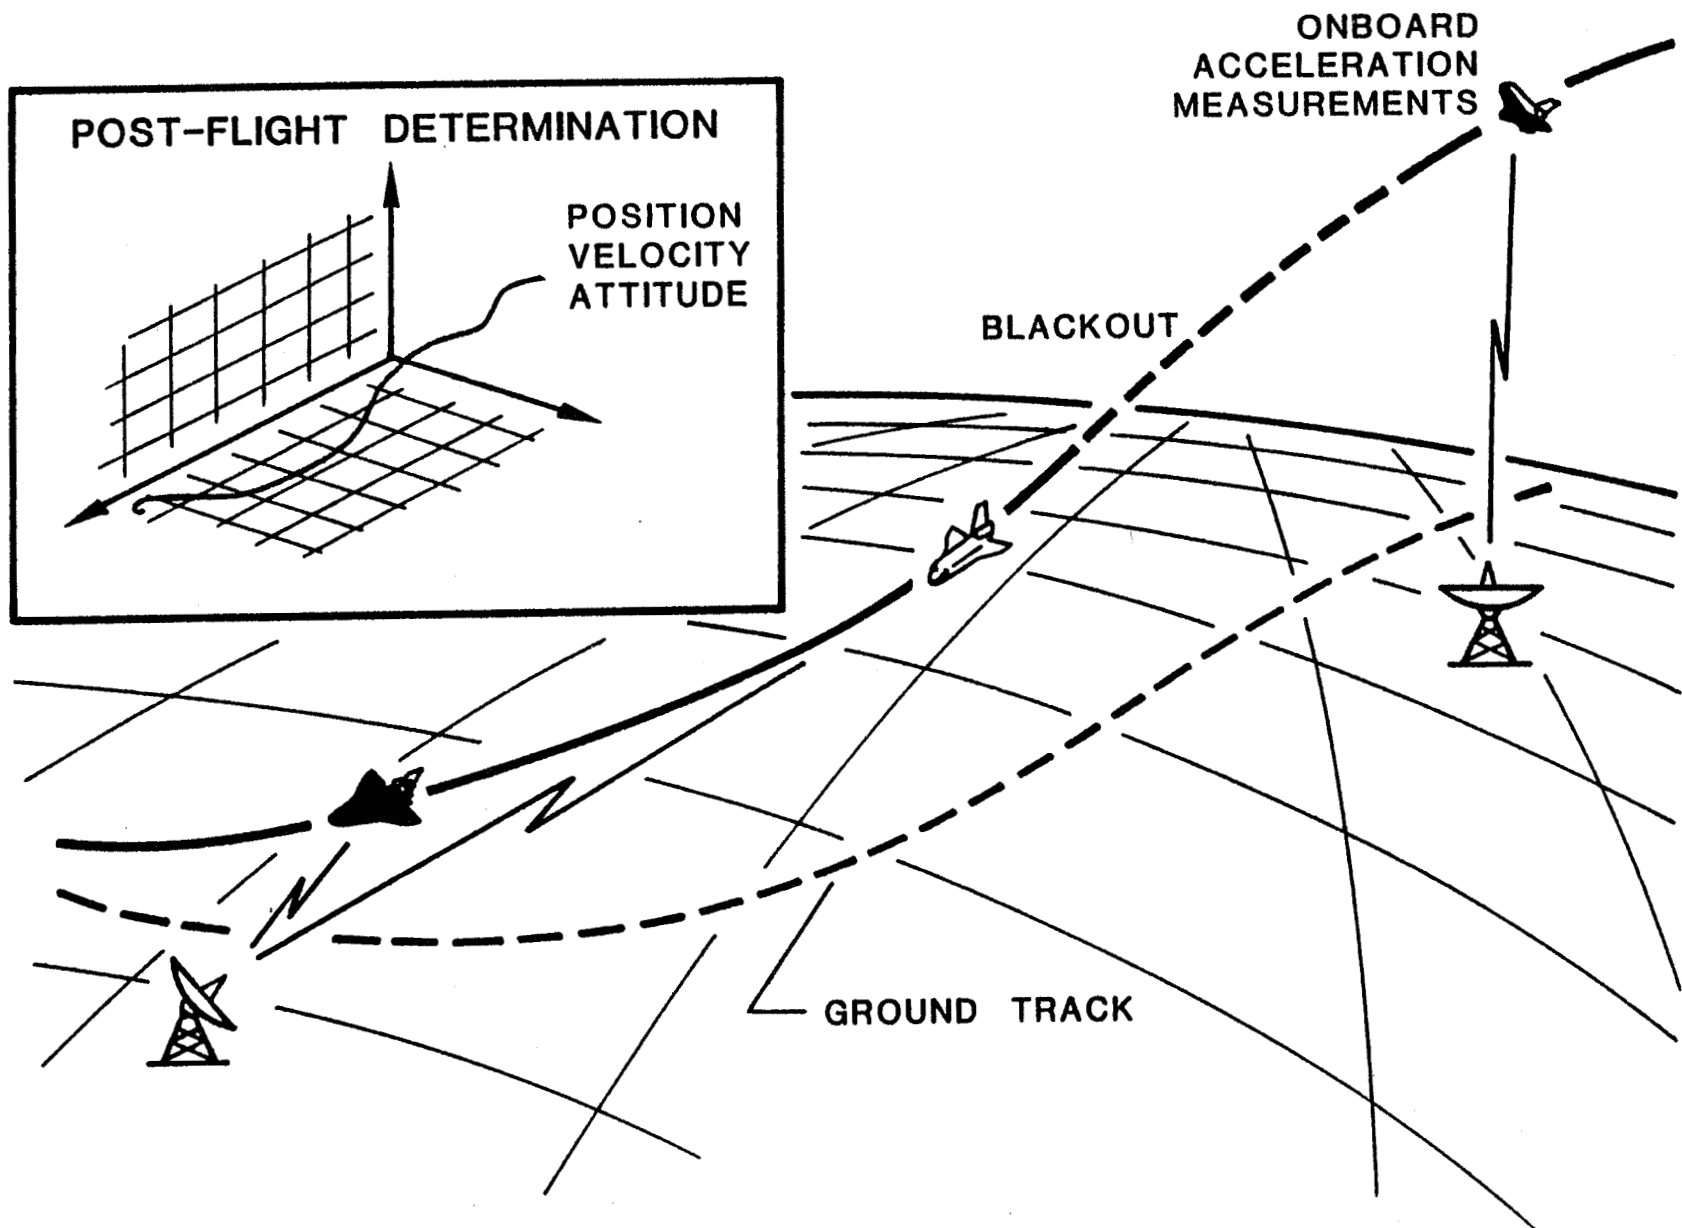 POST-FLIGHT DETERMINATION
POSITION
VELOCITY
ATTITUDE
ONBOARD
ACCELERATION
MEASUREMENTS
BLACKOUT
GROUND TRACK